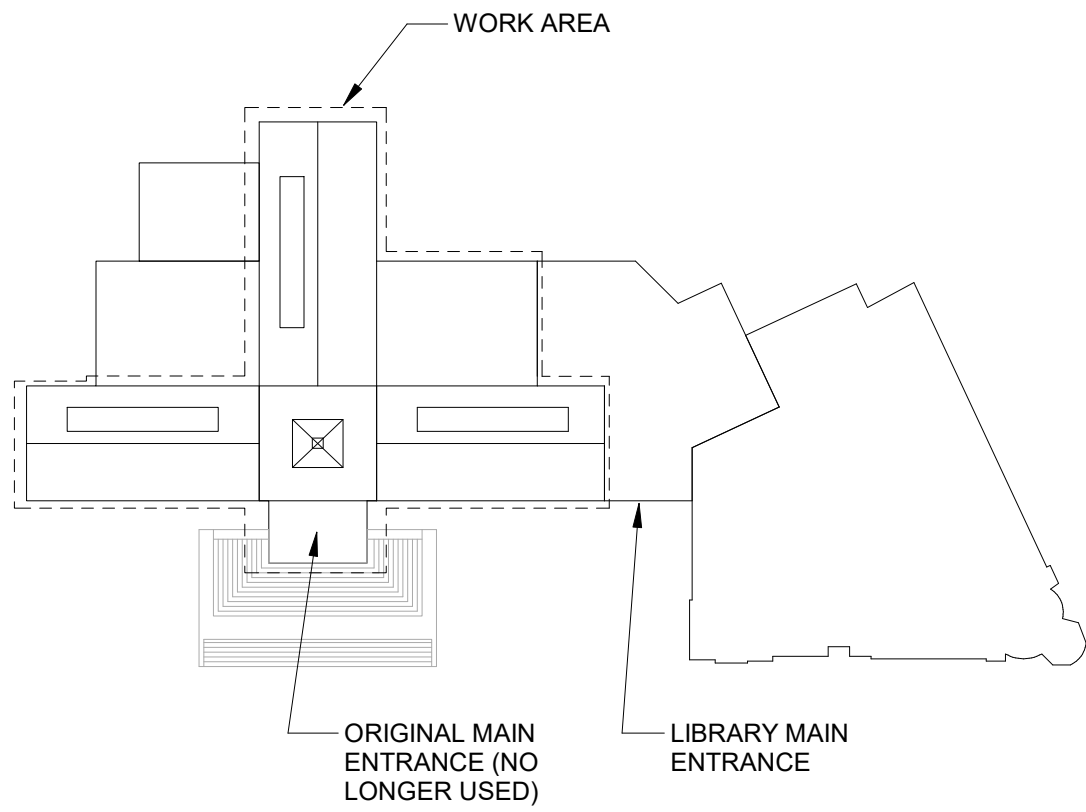 WORK AREA
ORIGINAL MAIN
ENTRANCE (NO
LONGER USED)
LIBRARY MAIN
ENTRANCE